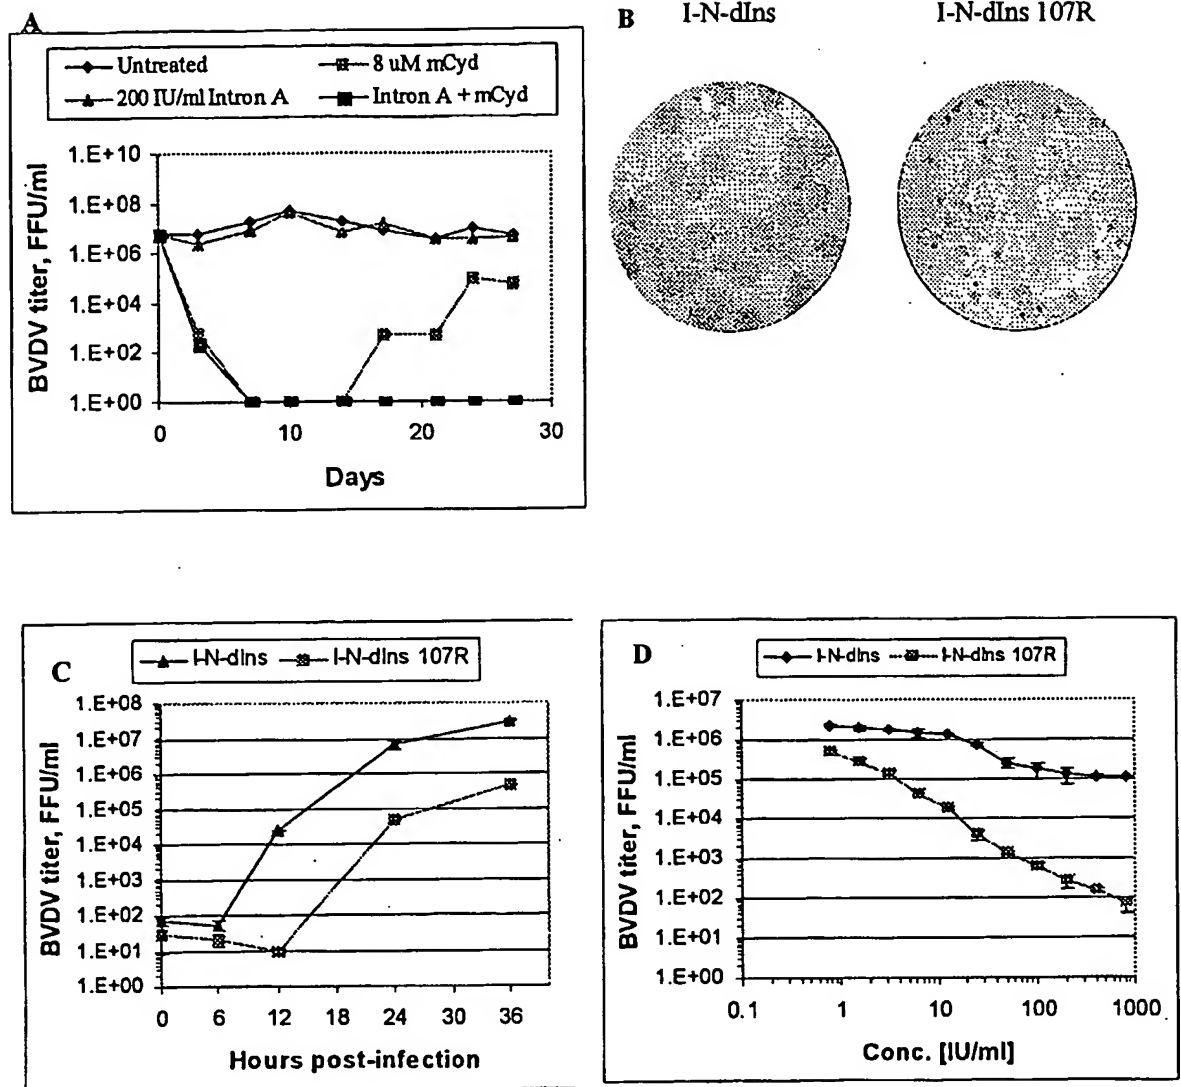 A
Untreated
8 uM mCyd
200 IU/ml Intron A
Intron A + mCyd
BVDV titer, FFU/ml
1.E+10
1.E+08
1.E+06
1.E+04
1.E+02
1.E+00
0
10
20
30
Days
B
I-N-dIns
I-N-dIns 107R
C
I-N-dIns
I-N-dIns 107R
BVDV titer, FFU/ml
1.E+08
1.E+07
1.E+06
1.E+05
1.E+04
1.E+03
1.E+02
1.E+01
1.E+00
0
6
12
18
24
30
36
Hours post-infection
D
I-N-dIns
I-N-dIns 107R
BVDV titer, FFU/ml
1.E+07
1.E+06
1.E+05
1.E+04
1.E+03
1.E+02
1.E+01
1.E+00
0.1
1
10
100
1000
Conc. [IU/ml]